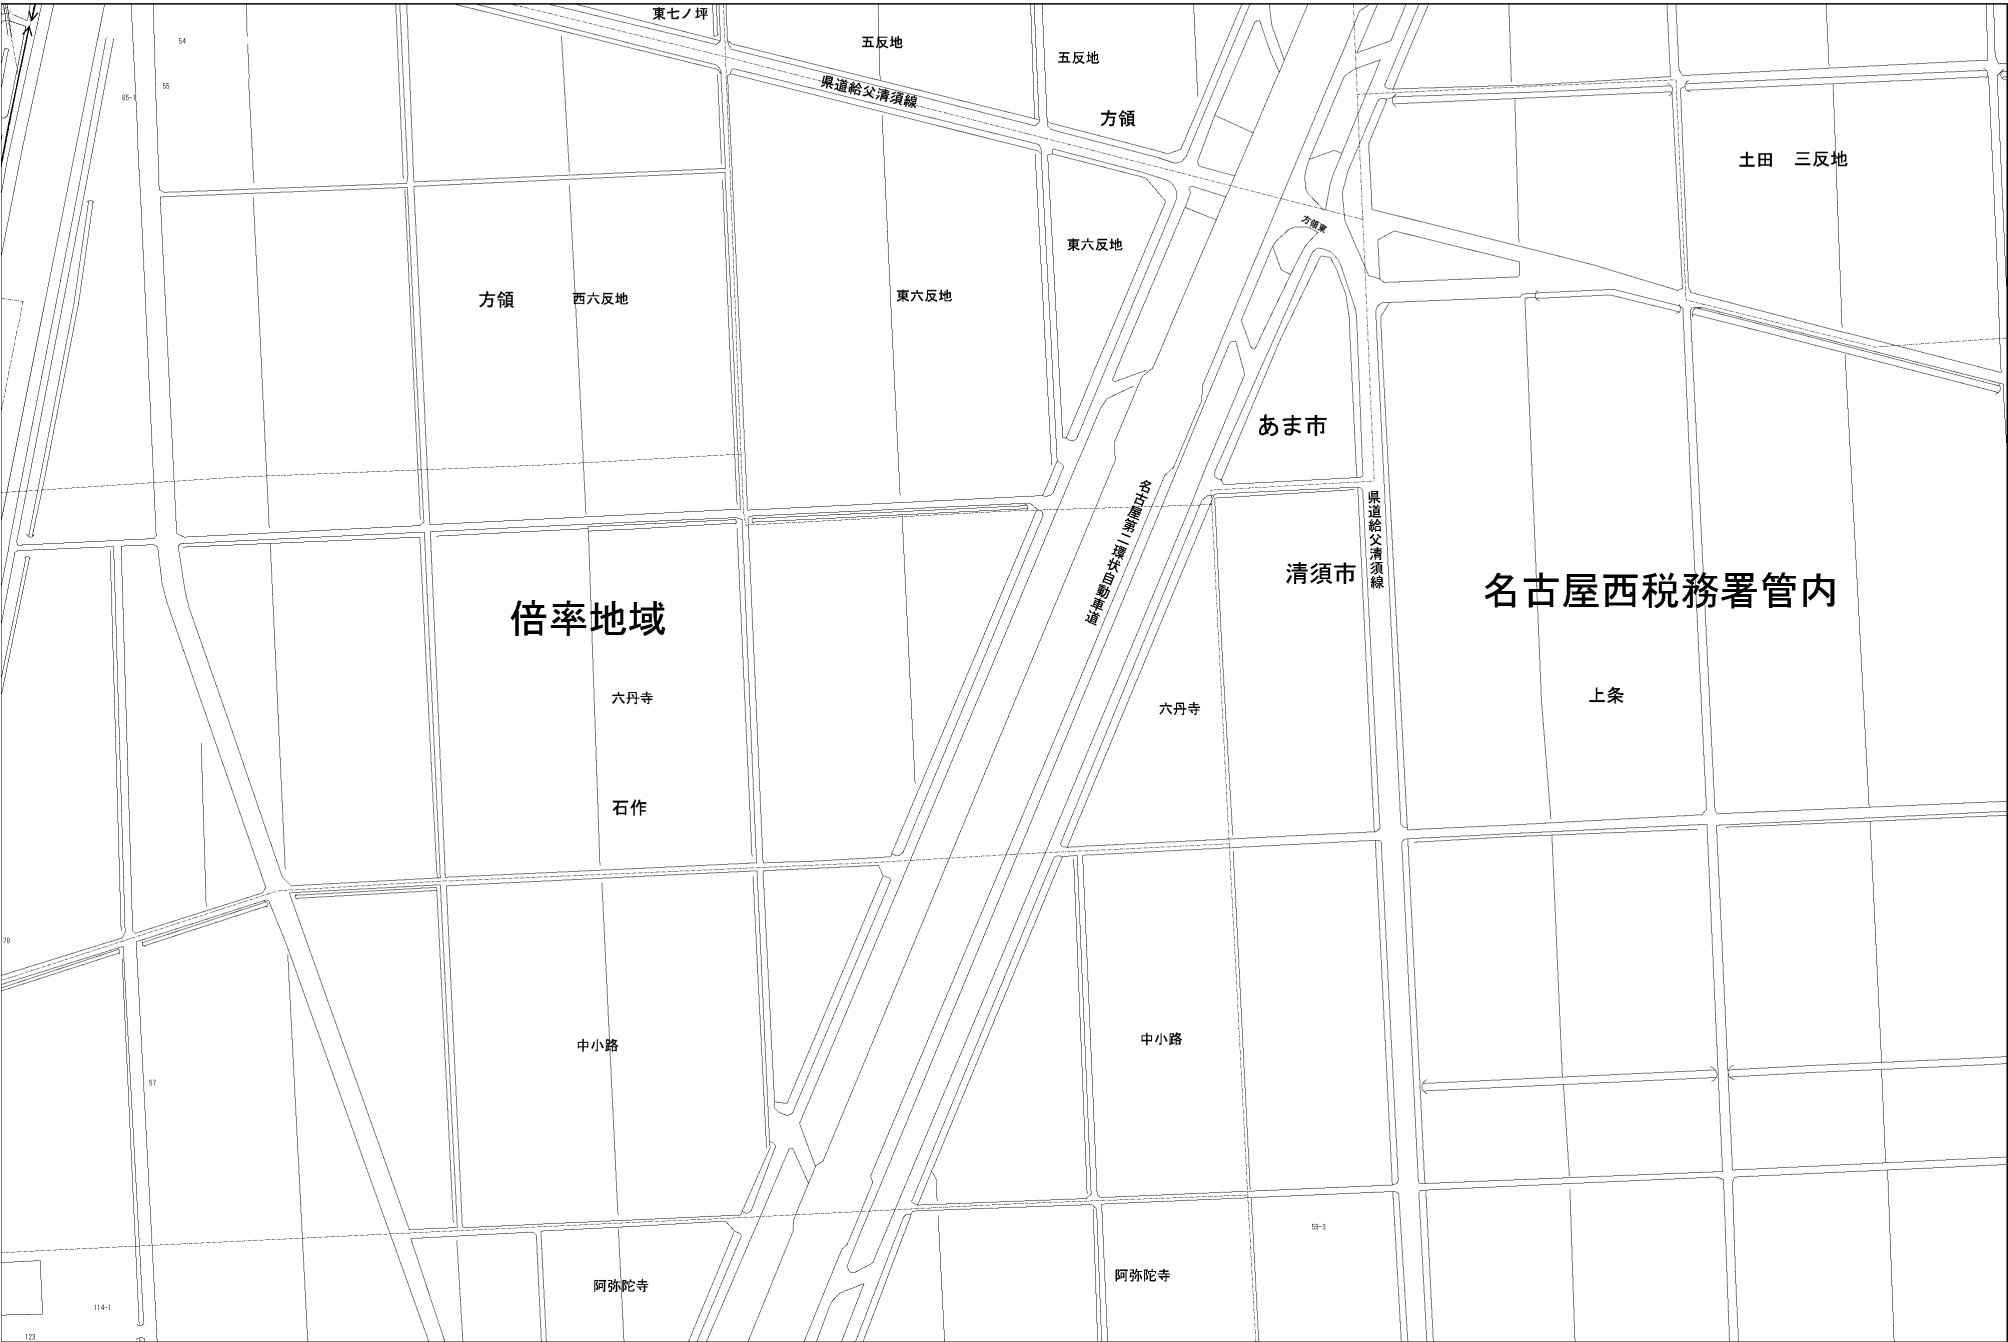 東七ノ坪
54
五反地
五反地
55
県道給父清須線
65-1
方領
土田　三反地
方領東
東六反地
方領
西六反地
東六反地
あま市
名古屋第二環状自動車道
県道給父清須線
清須市
名古屋西税務署管内
倍率地域
六丹寺
六丹寺
上条
石作
78
中小路
中小路
57
59-3
阿弥陀寺
阿弥陀寺
114-1
123